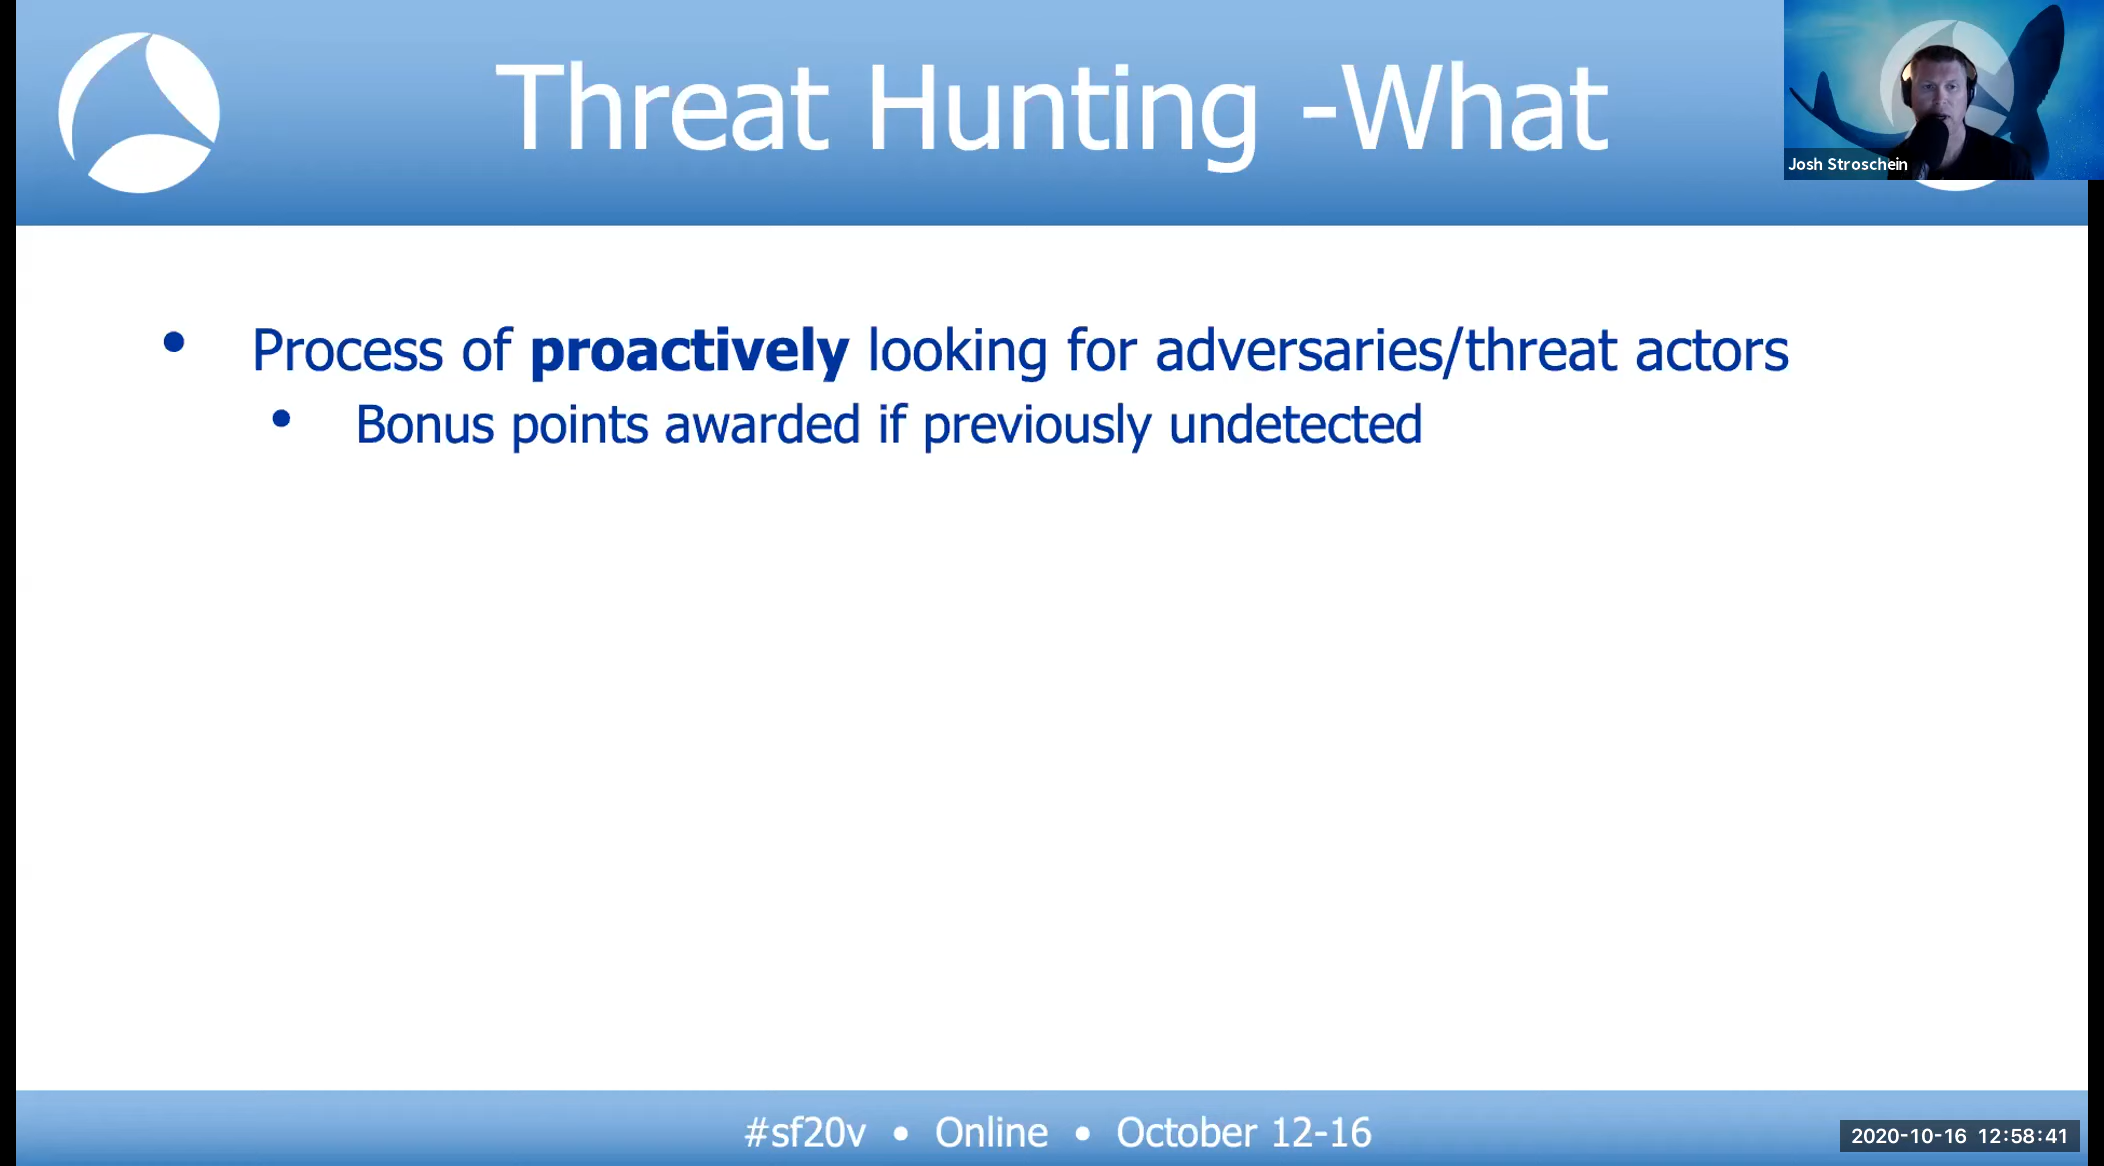 Threat Hunting -What
Josh Stroschein
• Process of proactively looking for adversaries/threat actors
• Bonus points awarded if previously undetected
#sf20v • Online • October 12-16
2020-10-16 12:58:41